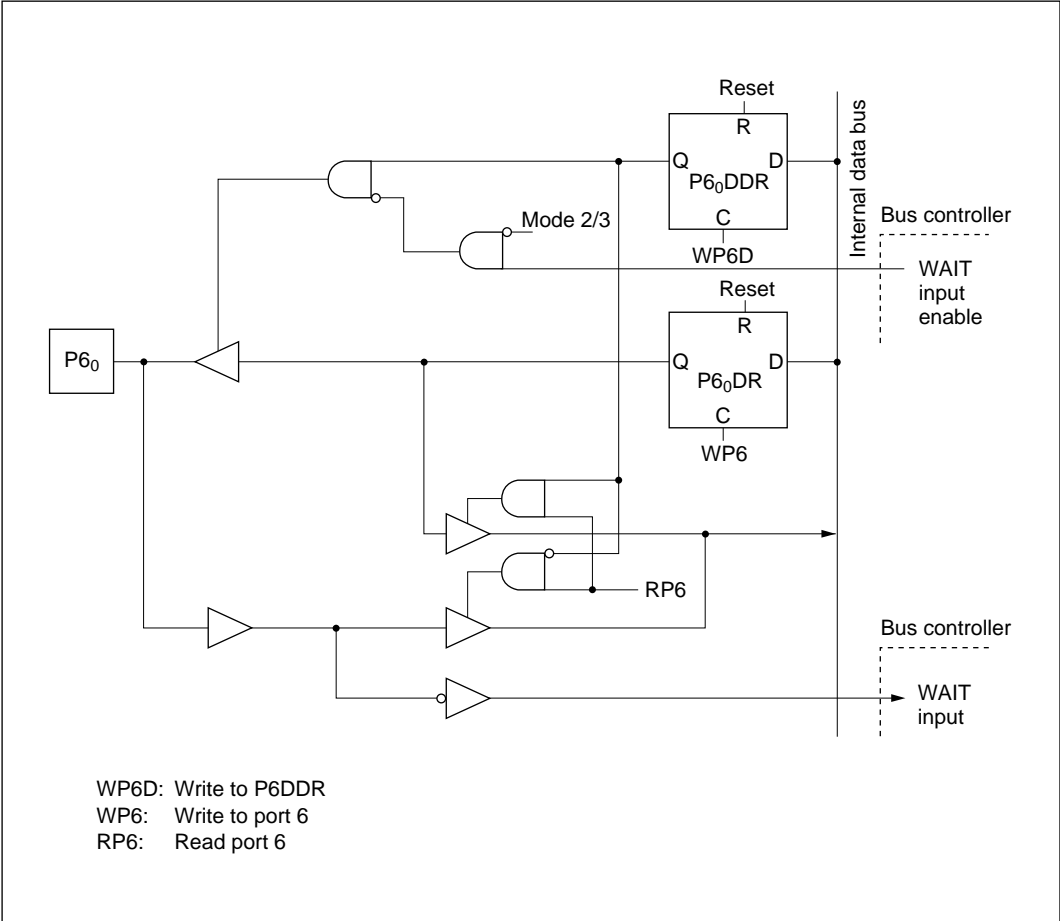 Reset
R
Q
D
P6₀DDR
C
WP6D
Internal data bus
Mode 2/3
Bus controller
WAIT
input
enable
Reset
R
P6₀
Q
D
P6₀DR
C
WP6
RP6
Bus controller
WAIT
input
WP6D: Write to P6DDR
WP6: Write to port 6
RP6: Read port 6